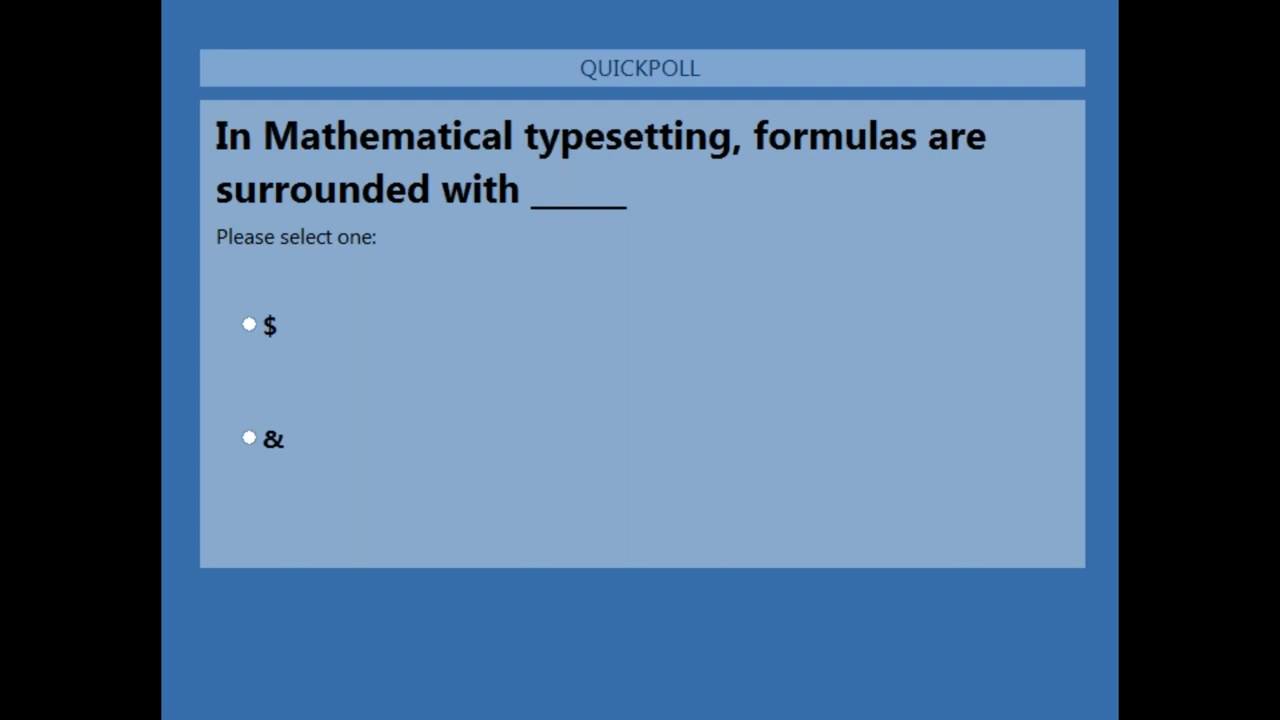 QUICKPOLL
In Mathematical typesetting, formulas are
surrounded with ______
Please select one:
$
&